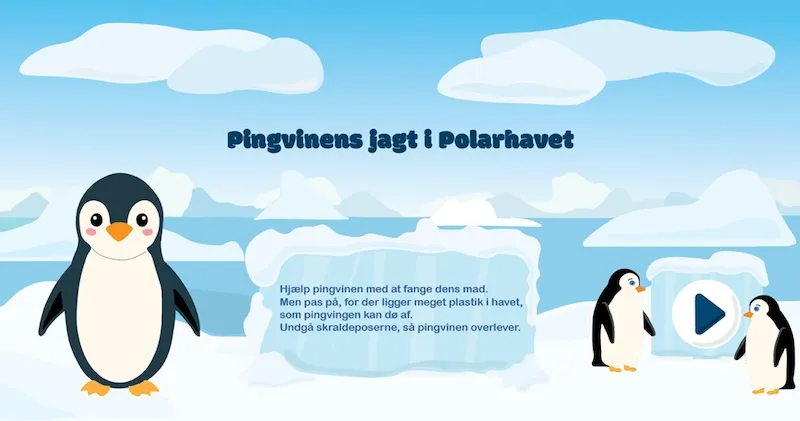 Pingvinens jagt i Polarhavet
Hjælp pingvinen med at fange dens mad.
Men pas på, for der ligger meget plastik i havet,
som pingvingen kan dø af.
Undgå skraldeposerne, så pingvinen overlever.